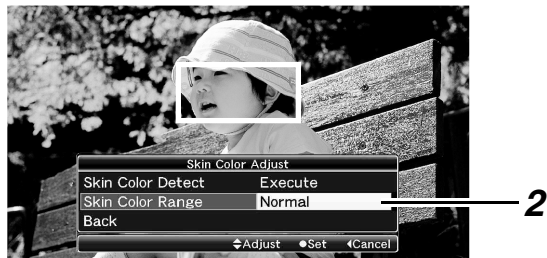 Skin Color Adjust
Skin Color Detect Execute
Skin Color Range Normal
Back
Adjust Set Cancel
2